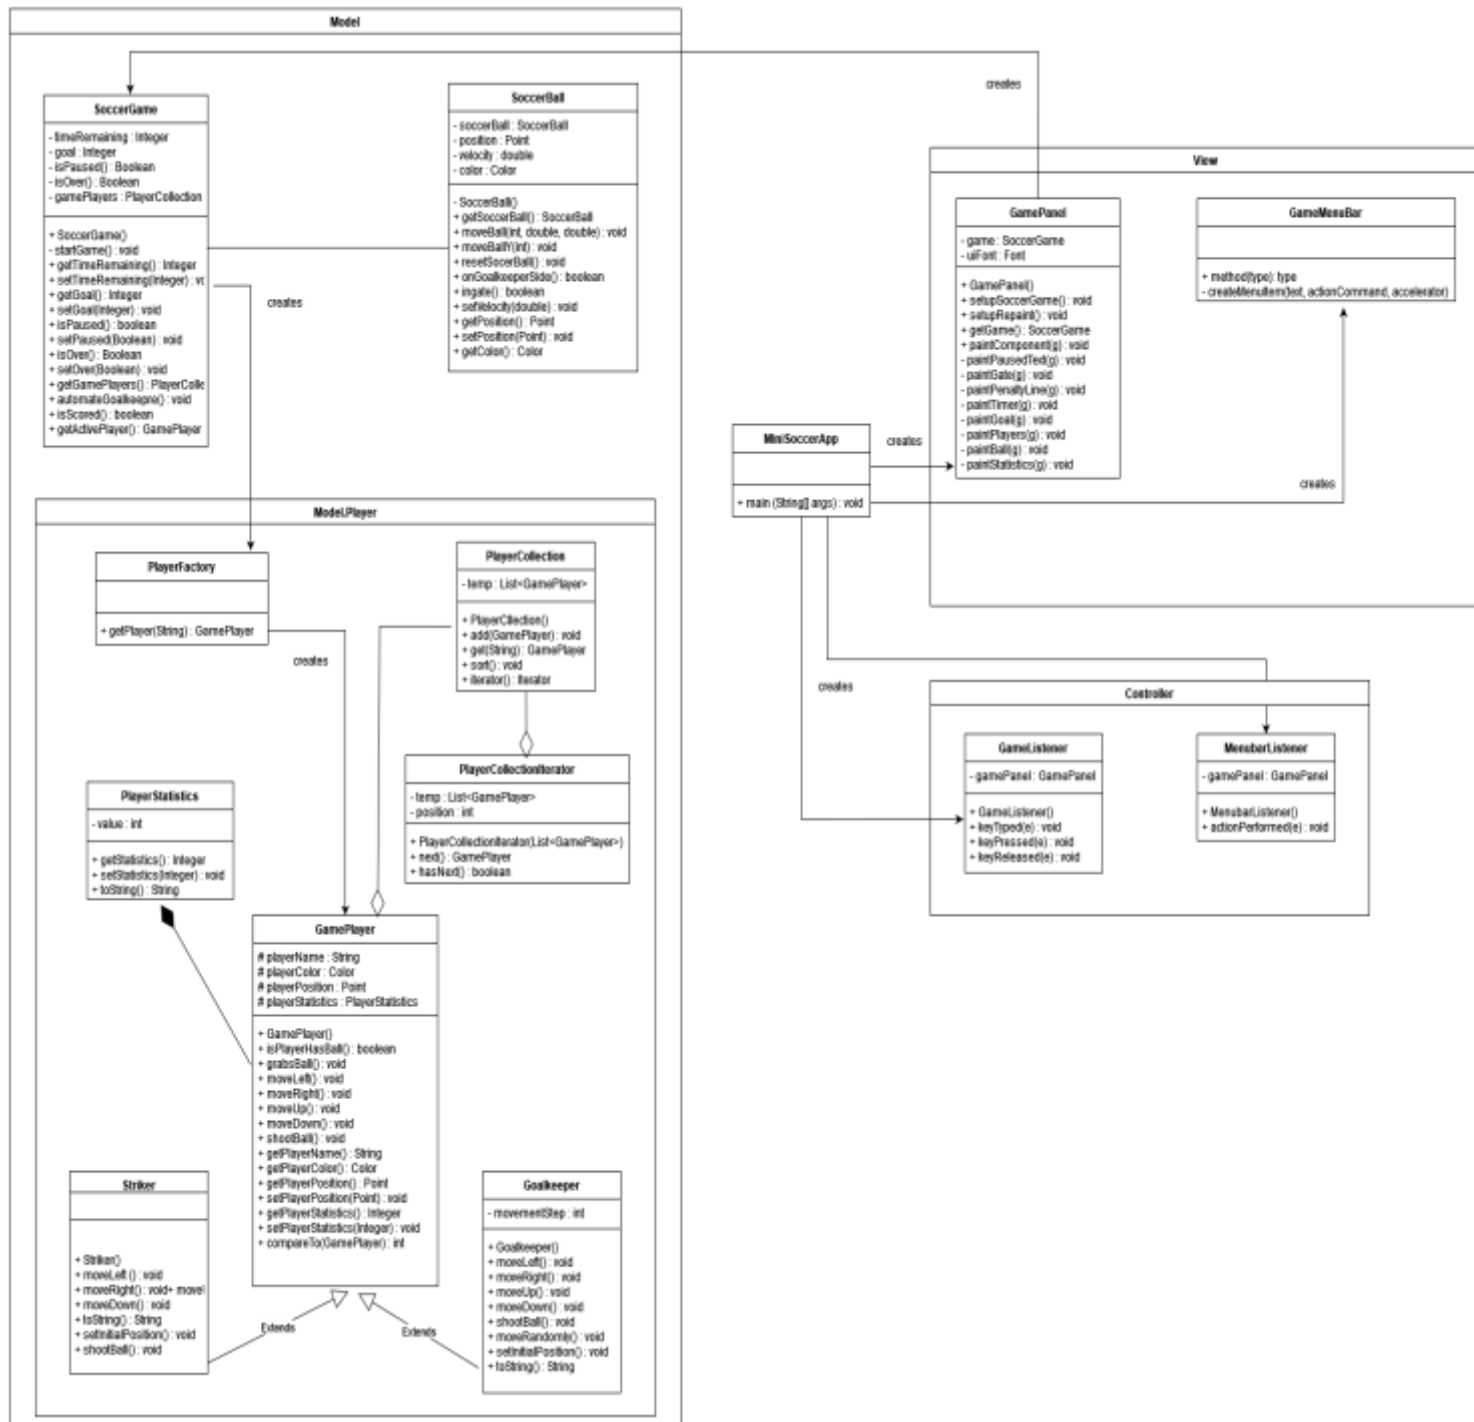 Model
SoccerGame
- timeRemaining : Integer
- goal : Integer
- isPaused() : Boolean
- isOver() : Boolean
- gamePlayers : PlayerCollection
+ SoccerGame()
- startGame() : void
+ getTimeRemaining() : Integer
+ setTimeRemaining(Integer) : vc
+ getGoal() : Integer
+ setGoal(Integer) : void
+ isPaused() : boolean
+ setPaused(Boolean) : void
+ isOver() : Boolean
+ setOver(Boolean) : void
+ getGamePlayers() : PlayerColle
+ automateGoalkeepre() : void
+ isScored() : boolean
+ getActivePlayer() : GamePlayer
SoccerBall
- soccerBall : SoccerBall
- position : Point
- velocity : double
- color : Color
- SoccerBall()
+ getSoccerBall() : SoccerBall
+ moveBall(int, double, double) : void
+ moveBallY(int) : void
+ resetSocerBall() : void
+ onGoalkeeperSide() : boolean
+ ingate() : boolean
+ setVelocity(double) : void
+ getPosition() : Point
+ setPosition(Point) : void
+ getColor() : Color
creates
creates
View
GamePanel
- game : SoccerGame
- uiFont : Font
+ GamePanel()
+ setupSoccerGame() : void
+ setupRepaint() : void
+ getGame() : SoccerGame
+ paintComponent(g) : void
- paintPausedText(g) : void
- paintGate(g) : void
- paintPenaltyLine(g) : void
- paintTimer(g) : void
- paintGoal(g) : void
- paintPlayers(g) : void
- paintBall(g) : void
- paintStatistics(g) : void
GameMenuBar
+ method(type): type
- createMenuItem(text, actionCommand, accelerator)
MiniSoccerApp
+ main (String[] args) : void
creates
creates
creates
Model.Player
PlayerFactory
+ getPlayer(String) : GamePlayer
creates
PlayerCollection
- temp : List<GamePlayer>
+ PlayerCllection()
+ add(GamePlayer) : void
+ get(String) : GamePlayer
+ sort() : void
+ iterator() : Iterator
PlayerCollectionIterator
- temp : List<GamePlayer>
- position : int
+ PlayerCollectionIterator(List<GamePlayer>)
+ next() : GamePlayer
+ hasNext() : boolean
PlayerStatistics
- value : int
+ getStatistics() : Integer
+ setStatistics(Integer) : void
+ toString() : String
Controller
GameListener
- gamePanel : GamePanel
+ GameListener()
+ keyTyped(e) : void
+ keyPressed(e) : void
+ keyReleased(e) : void
MenubarListener
- gamePanel : GamePanel
+ MenubarListener()
+ actionPerformed(e) : void
GamePlayer
# playerName : String
# playerColor : Color
# playerPosition : Point
# playerStatistics : PlayerStatistics
+ GamePlayer()
+ isPlayerHasBall() : boolean
+ grabsBall() : void
+ moveLeft() : void
+ moveRight() : void
+ moveUp() : void
+ moveDown() : void
+ shootBall() : void
+ getPlayerName() : String
+ getPlayerColor() : Color
+ getPlayerPosition() : Point
+ setPlayerPosition(Point) : void
+ getPlayerStatistics() : Integer
+ setPlayerStatistics(Integer) : void
+ compareTo(GamePlayer) : int
Striker
+ Striker()
+ moveLeft () : void
+ moveRight() : void+ moveU
+ moveDown() : void
+ toString() : String
+ setInitialPosition() : void
+ shootBall() : void
Goalkeeper
- movementStep : int
+ Goalkeeper()
+ moveLeft() : void
+ moveRight() : void
+ moveUp() : void
+ moveDown() : void
+ shootBall() : void
+ moveRandomly() : void
+ setInitialPosition() : void
+ toString() : String
Extends
Extends